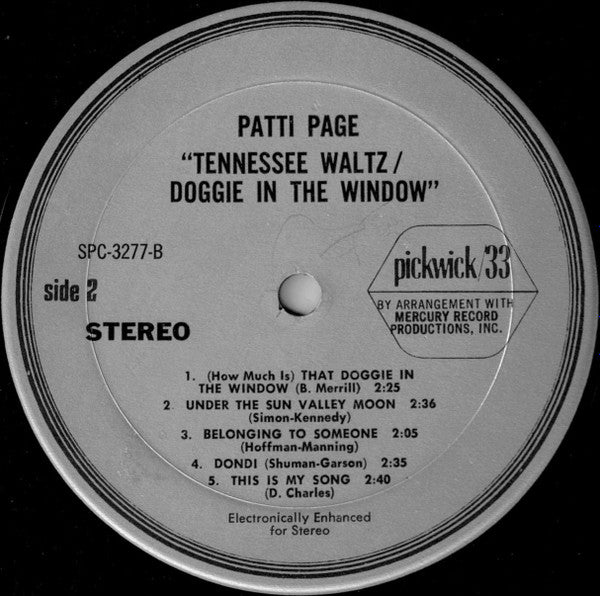 PATTI PAGE
"TENNESSEE WALTZ/
DOGGIE IN THE WINDOW"
SPC-3277-B
side 2
STEREO
pickwick/33
BY ARRANGEMENT WITH
MERCURY RECORD
PRODUCTIONS, INC.
1. (How Much Is) THAT DOGGIE IN
THE WINDOW (B. Merrill) 2:25
2 UNDER THE SUN VALLEY MOON 2:36
(Simon-Kennedy)
3. BELONGING TO SOMEONE 2:05
(Hoffman-Manning)
4. DONDI (Shuman-Garson) 2:35
5. THIS IS MY SONG 2:40
(D. Charles)
Electronically Enhanced
for Stereo